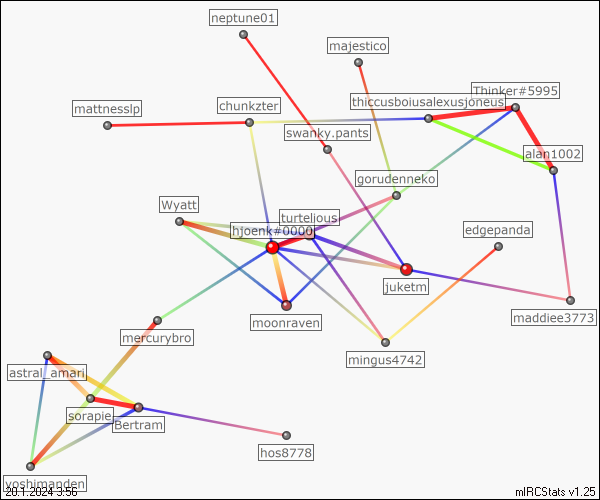 neptune01
majestico
Thinker#5995
thiccusboiusalexusjoneus
chunkzter
mattnesslp
swanky.pants
alan1002
gorudenneko
Wyatt
turtelious
hjoenk#0000
edgepanda
juketm
maddiee3773
moonraven
mercurybro
mingus4742
astral_amari
sorapie
Bertram
hos8778
yoshimanden
20.1.2024 3:56
mIRCStats v1.25